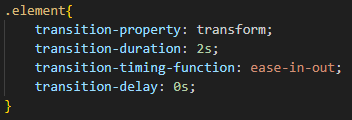 .element{
    transition-property: transform;
    transition-duration: 2s;
    transition-timing-function: ease-in-out;
    transition-delay: 0s;
}